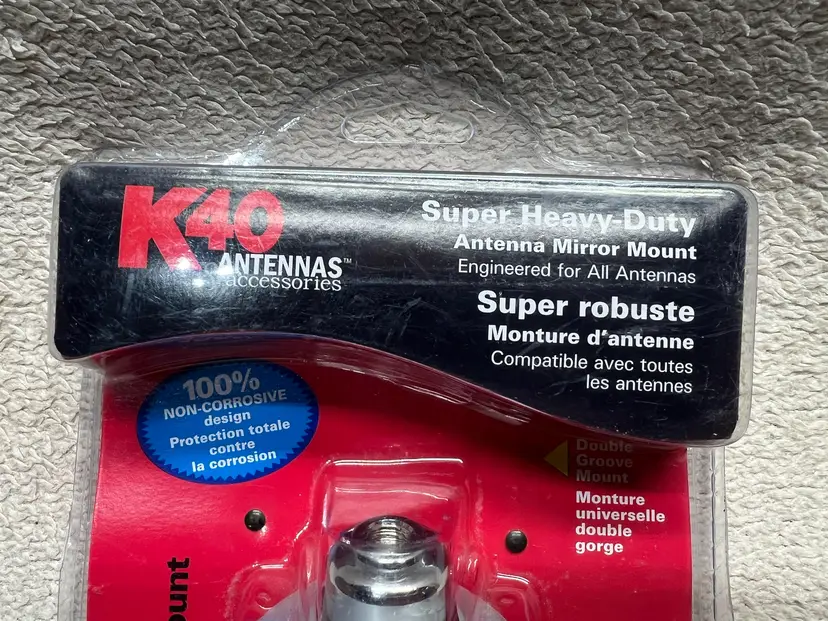 K40
ANTENNAS™
accessories
Super Heavy-Duty
Antenna Mirror Mount
Engineered for All Antennas
Super robuste
Monture d'antenne
Compatible avec toutes
les antennes
100%
NON-CORROSIVE
design
Protection totale
contre
la corrosion
Double
Groove
Mount
Monture
universelle
double
gorge
ount